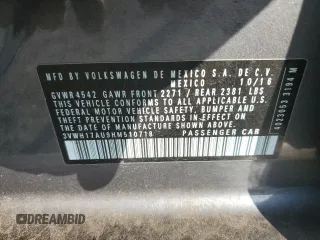 MFD BY VOLKSWAGEN DE MEXICO S.A. DE C.V.
MEXICO 10/16
GVWR 4542 GAWR FRONT 2271 / REAR 2381 LBS
THIS VEHICLE CONFORMS TO ALL APPLICABLE U.S.
FEDERAL MOTOR VEHICLE SAFETY, BUMPER AND
THEFT PREVENTION STANDARDS IN EFFECT ON THE
DATE OF MANUFACTURE SHOWN ABOVE.
3VWH17AU9HM510718 PASSENGER CAR
DREAMBID